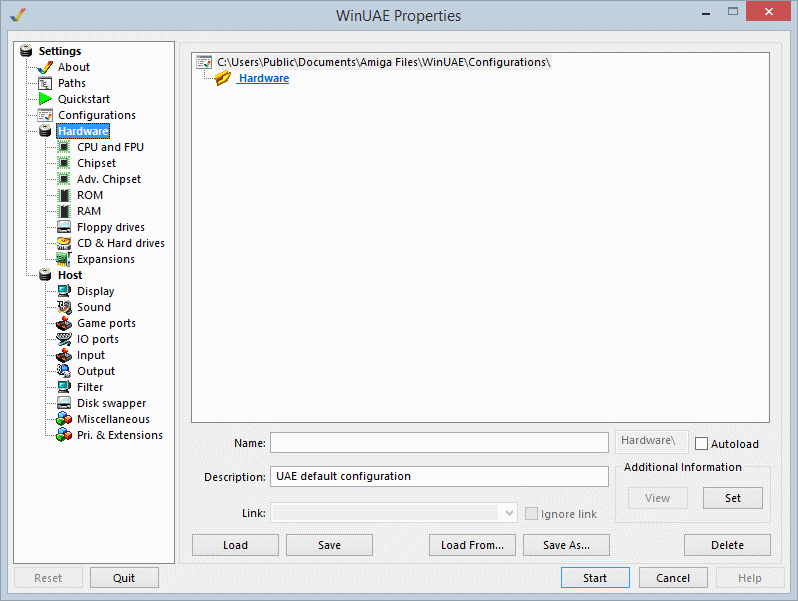 WinUAE Properties
Settings
About
Paths
Quickstart
Configurations
Hardware
CPU and FPU
Chipset
Adv. Chipset
ROM
RAM
Floppy drives
CD & Hard drives
Expansions
Host
Display
Sound
Game ports
IO ports
Input
Output
Filter
Disk swapper
Miscellaneous
Pri. & Extensions
C:\Users\Public\Documents\Amiga Files\WinUAE\Configurations\
Hardware
Name: Hardware\ Autoload
Description: UAE default configuration
Additional Information
View Set
Link: Ignore link
Load Save Load From... Save As... Delete
Reset Quit Start Cancel Help